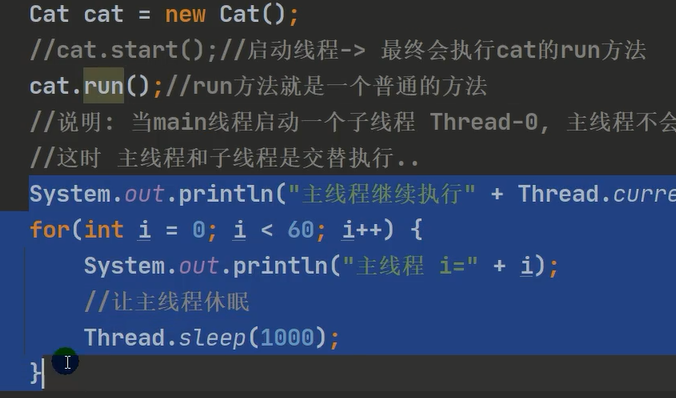 Cat cat = new Cat();
//cat.start();//启动线程-> 最终会执行cat的run方法
cat.run();//run方法就是一个普通的方法
//说明: 当main线程启动一个子线程 Thread-0, 主线程不会
//这时 主线程和子线程是交替执行..
System.out.println("主线程继续执行" + Thread.curre
for(int i = 0; i < 60; i++) {
System.out.println("主线程 i=" + i);
//让主线程休眠
Thread.sleep(1000);
}